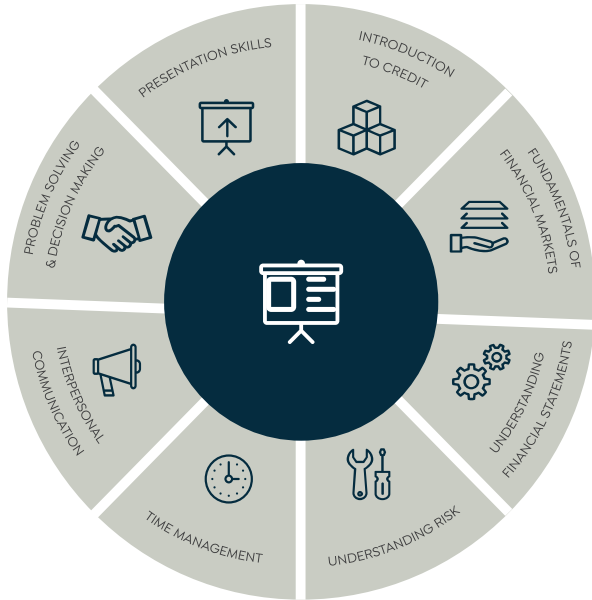 INTRODUCTION
TO CREDIT
FUNDAMENTALS OF
FINANCIAL MARKETS
UNDERSTANDING
FINANCIAL STATEMENTS
UNDERSTANDING RISK
TIME MANAGEMENT
INTERPERSONAL
COMMUNICATION
PROBLEM SOLVING
& DECISION MAKING
PRESENTATION SKILLS